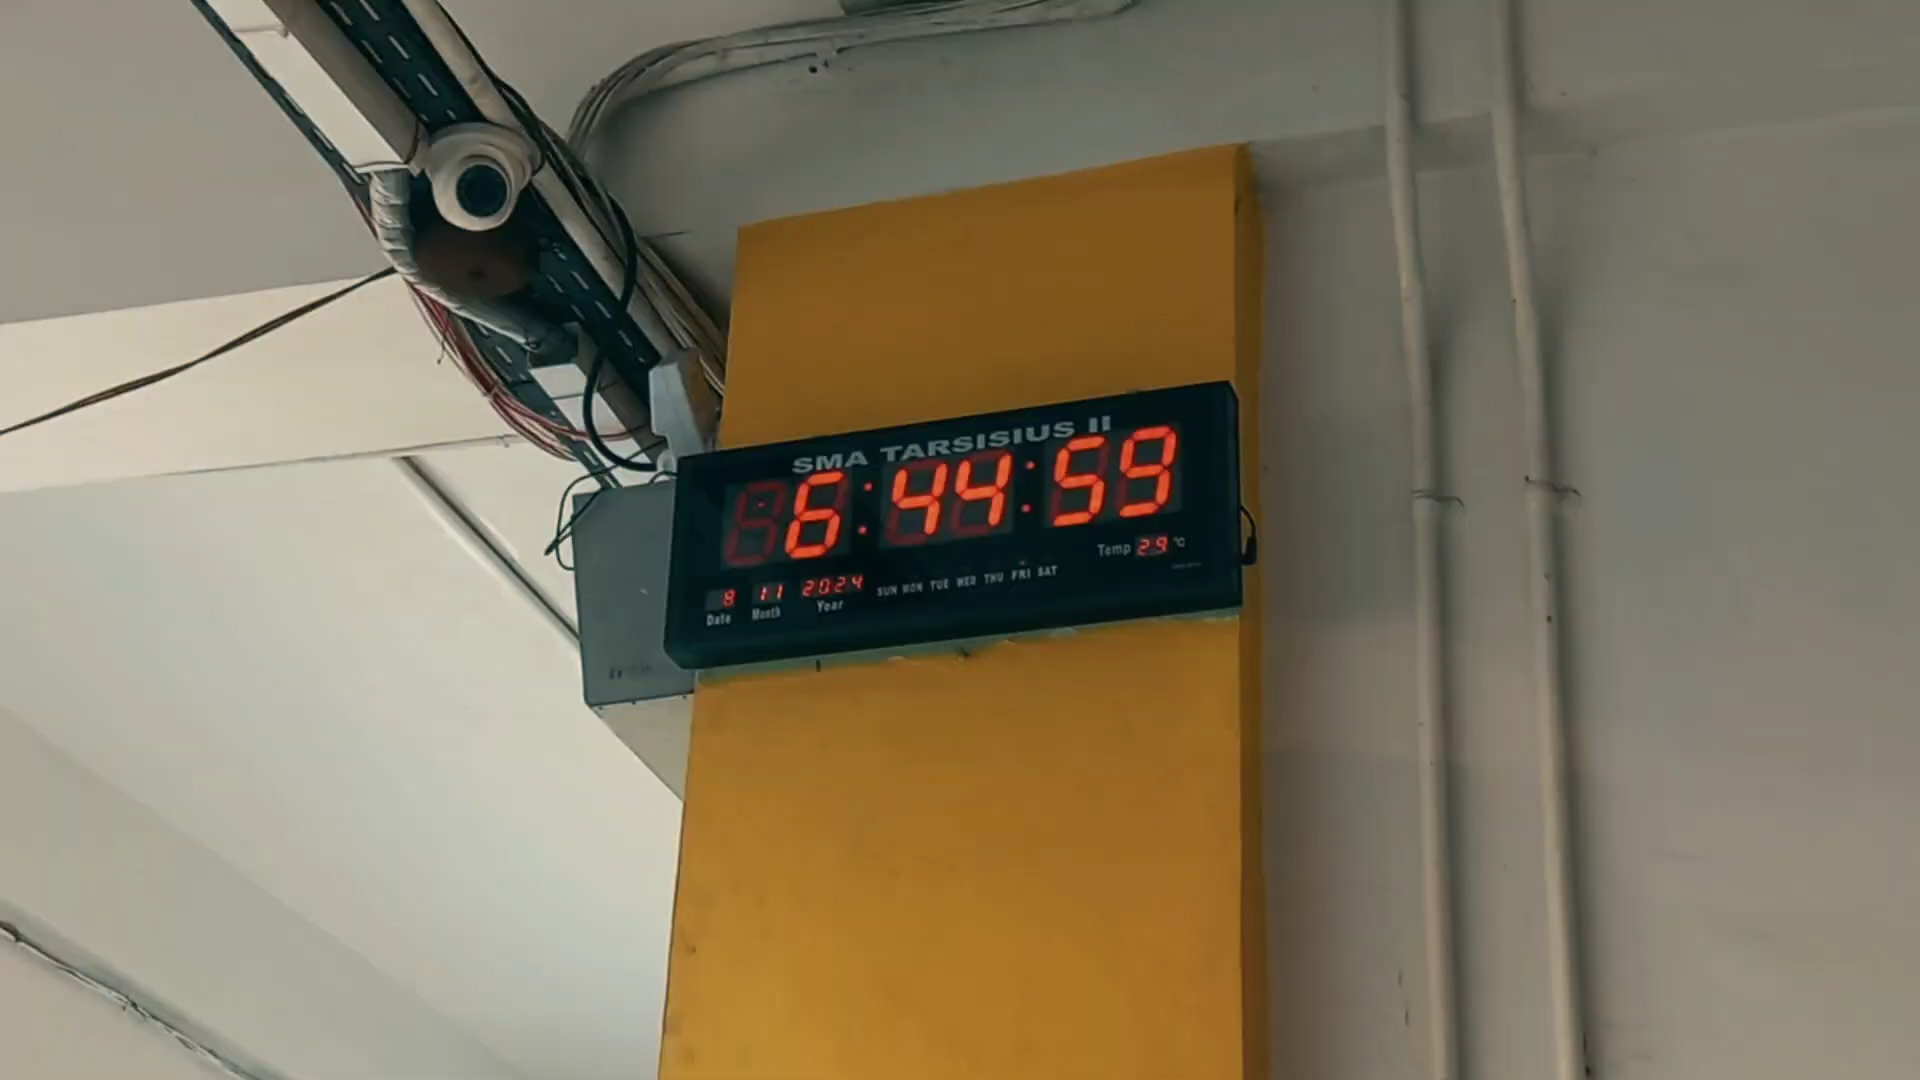 SMA TARSISIUS II
6:44:59
Temp 29 °C
8 11 2024
Date Month Year
SUN MON TUE WED THU FRI SAT